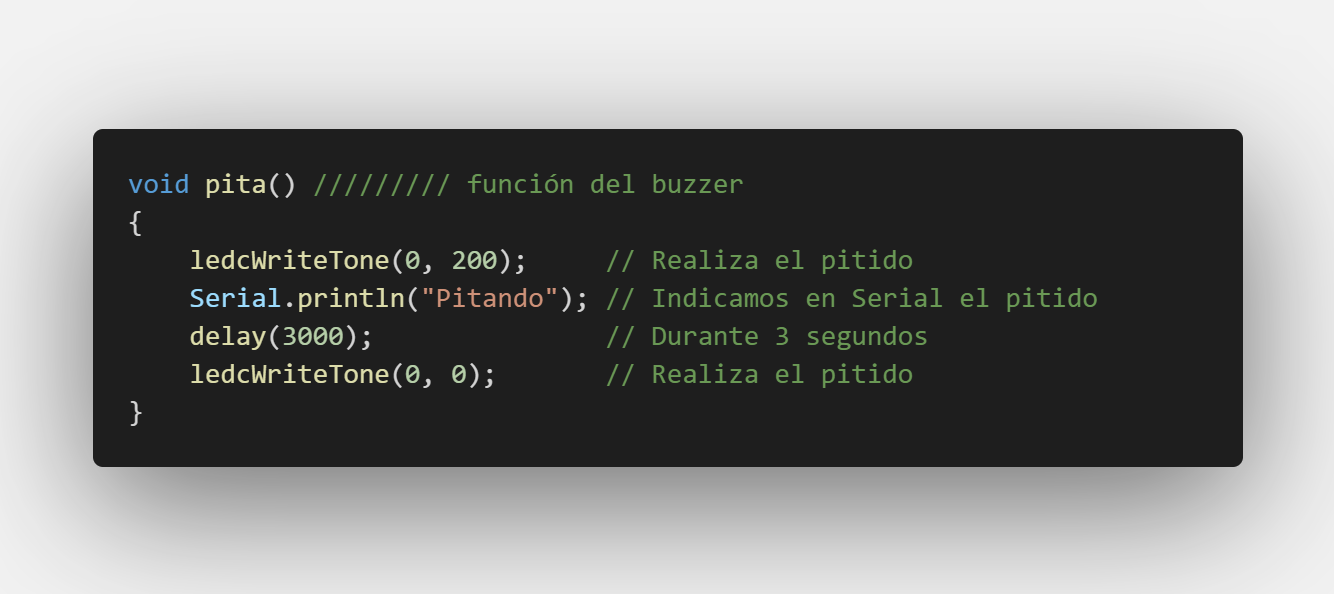 void pita() ///////// función del buzzer
{
    ledcWriteTone(0, 200);     // Realiza el pitido
    Serial.println("Pitando"); // Indicamos en Serial el pitido
    delay(3000);               // Durante 3 segundos
    ledcWriteTone(0, 0);       // Realiza el pitido
}